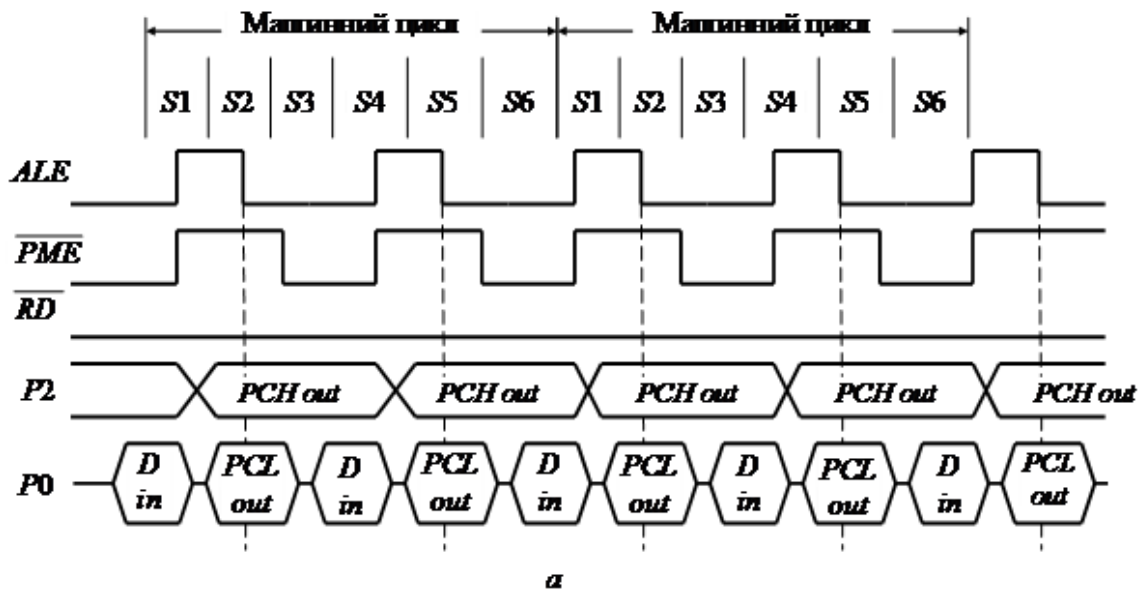 Машинний цикл Машинний цикл
S1 S2 S3 S4 S5 S6 S1 S2 S3 S4 S5 S6
ALE
PME
RD
P2 PCH out PCH out PCH out PCH out PCH out
P0 D in PCL out D in PCL out D in PCL out D in PCL out D in PCL out
a